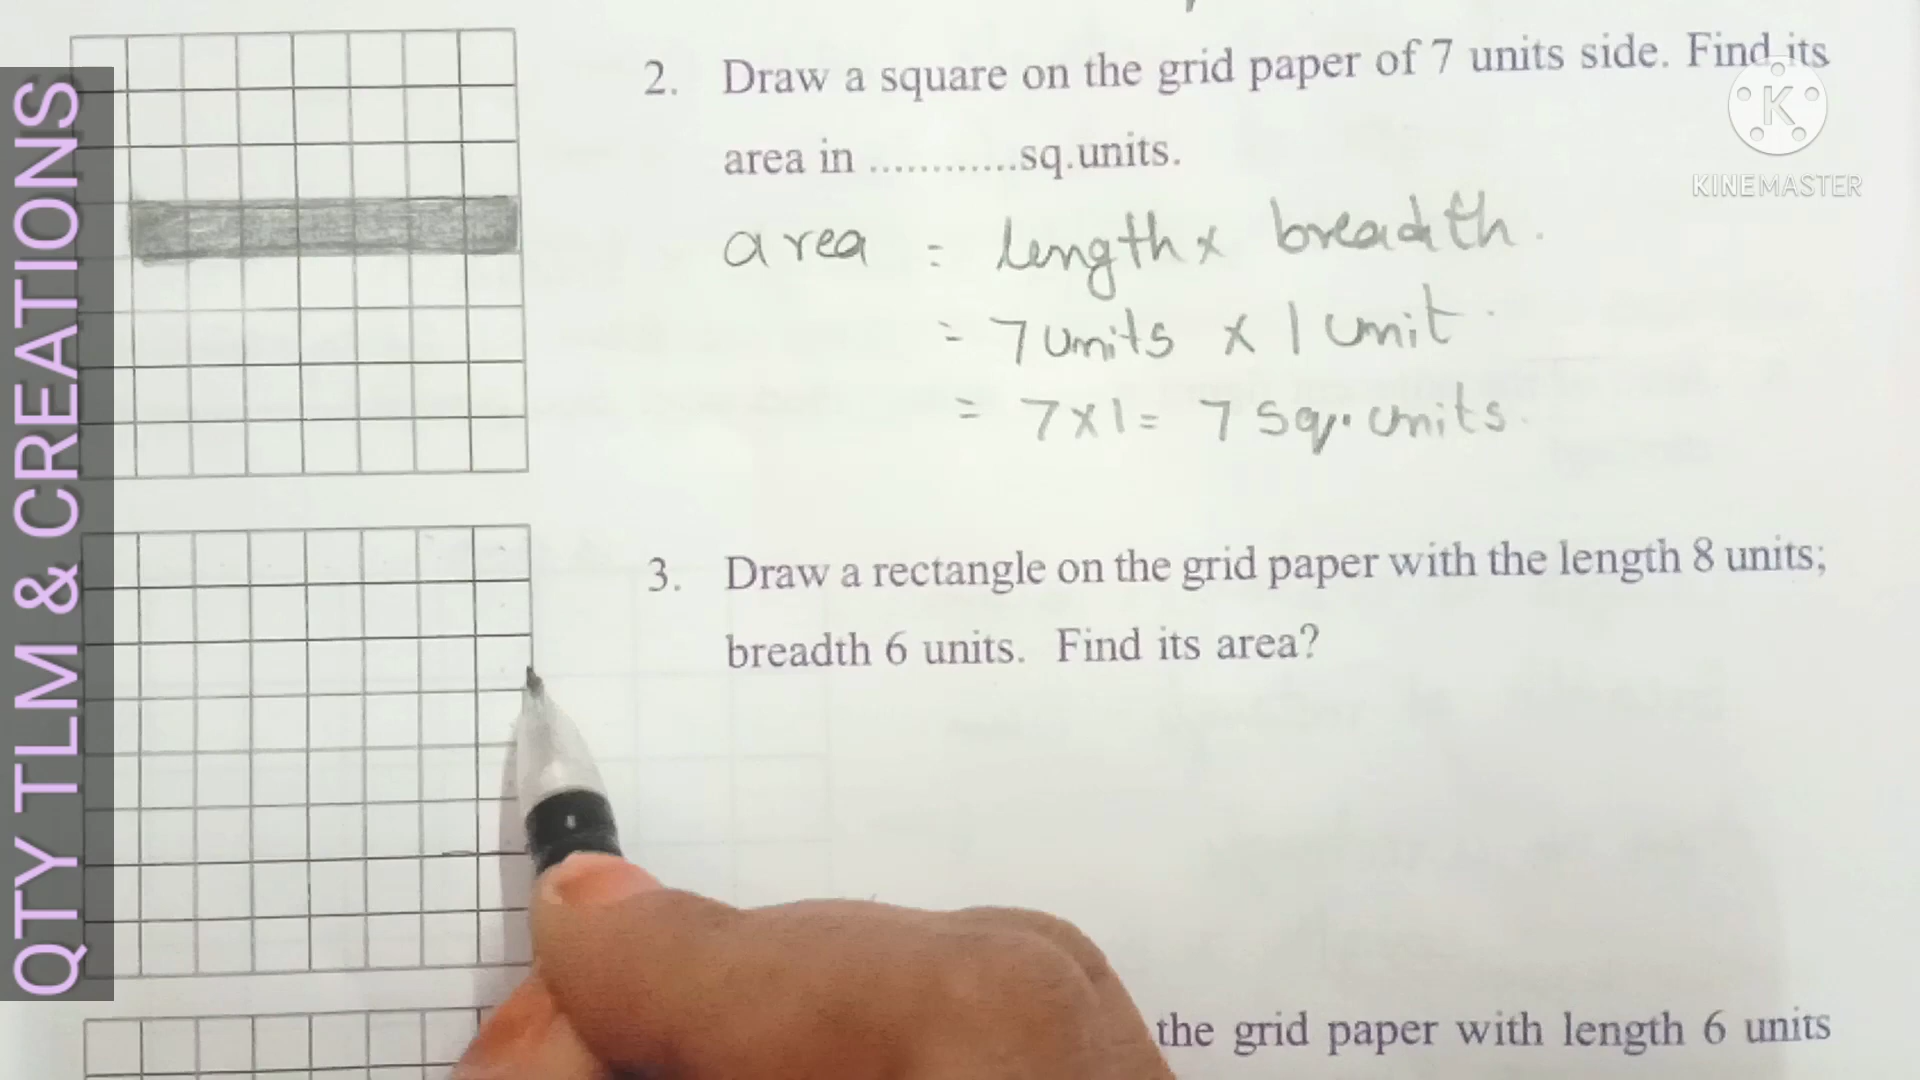 QTY TLM & CREATIONS
2. Draw a square on the grid paper of 7 units side. Find its
area in ............sq.units.
K
KINEMASTER
area = length x breadth.
= 7 units x 1 unit.
= 7 x 1 = 7 sq. units.
3. Draw a rectangle on the grid paper with the length 8 units;
breadth 6 units. Find its area?
the grid paper with length 6 units